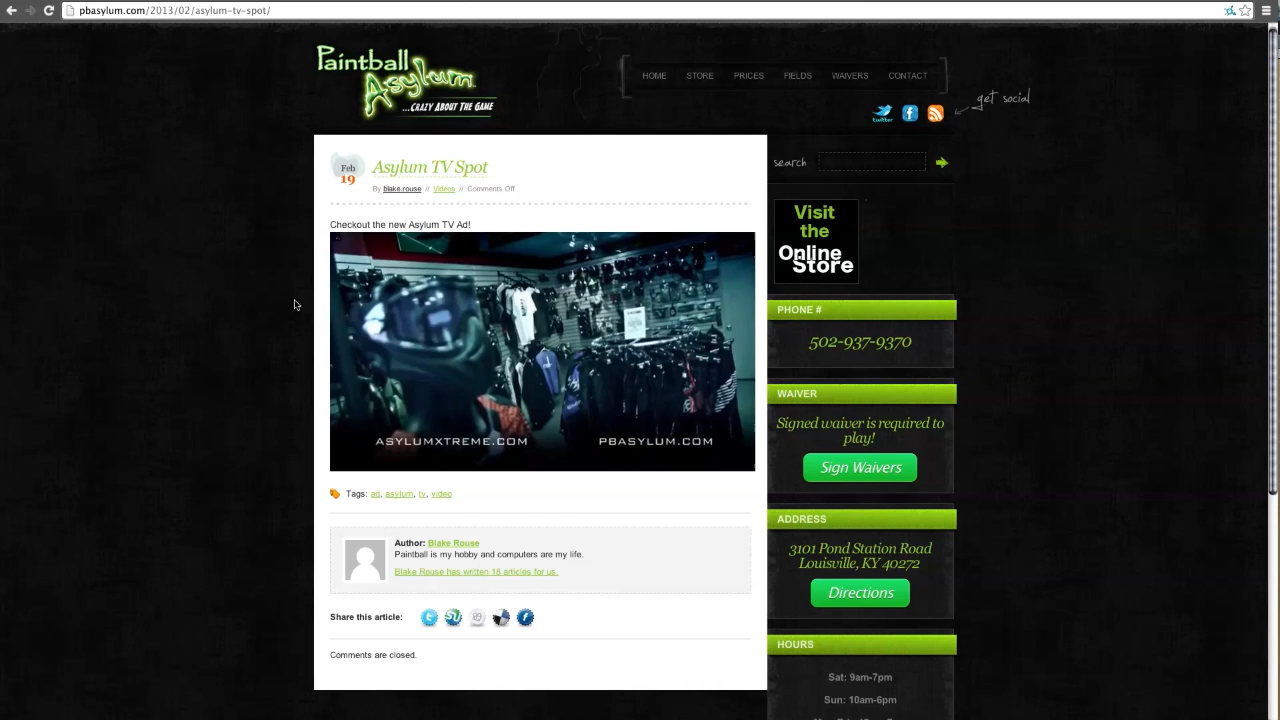 pbasylum.com/2013/02/asylum-tv-spot/
Paintball
Asylum
...CRAZY ABOUT THE GAME
HOME STORE PRICES FIELDS WAIVERS CONTACT
get social
twitter
Feb
19
Asylum TV Spot
By blake.rouse // Videos // Comments Off
Checkout the new Asylum TV Ad!
ASYLUMXTREME.COM PBASYLUM.COM
Tags: ad, asylum, tv, video
Author: Blake Rouse
Paintball is my hobby and computers are my life.
Blake Rouse has written 18 articles for us.
Share this article:
Comments are closed.
search
Visit
the
Online
Store
PHONE #
502-937-9370
WAIVER
Signed waiver is required to
play!
Sign Waivers
ADDRESS
3101 Pond Station Road
Louisville, KY 40272
Directions
HOURS
Sat: 9am-7pm
Sun: 10am-6pm